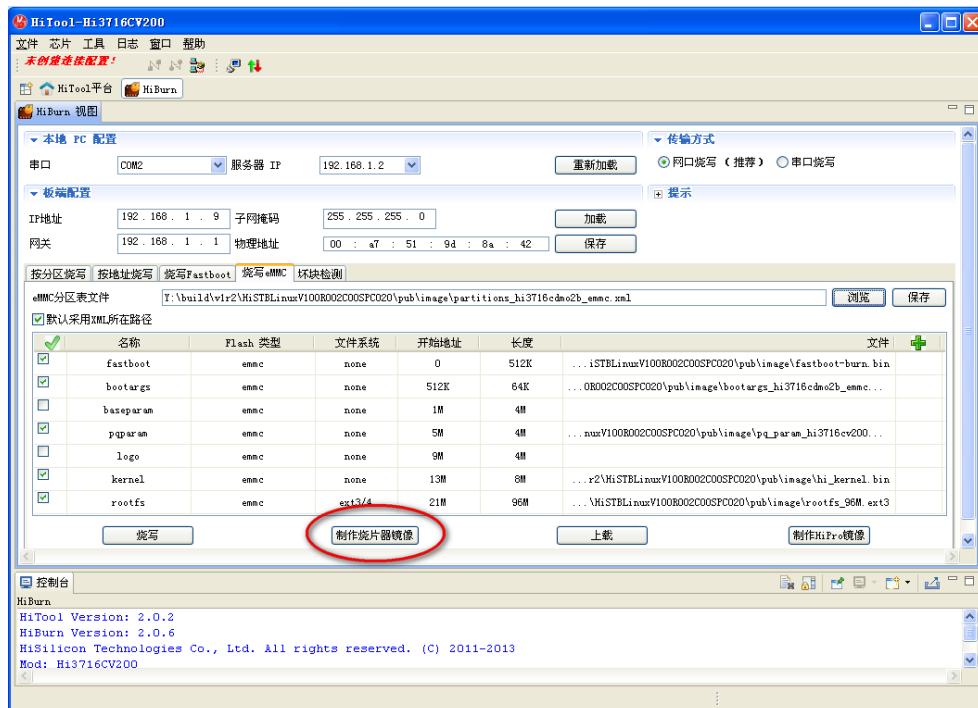 HiTool-Hi3716CV200
文件 芯片 工具 日志 窗口 帮助
未创建连接配置!
HiTool平台 HiBurn
HiBurn 视图
本地 PC 配置 传输方式
串口 COM2 服务器 IP 192.168.1.2 重新加载 网口烧写 (推荐) 串口烧写
板端配置 提示
IP地址 192 . 168 . 1 . 9 子网掩码 255 . 255 . 255 . 0 加载
网关 192 . 168 . 1 . 1 物理地址 00 : a7 : 51 : 9d : 8a : 42 保存
按分区烧写 按地址烧写 烧写Fastboot 烧写eMMC 坏块检测
eMMC分区表文件 Y:\build\v1r2\HiSTBLinuxV100R002C00SPC020\pub\image\partitions_hi3716cdmo2b_emmc.xml 浏览 保存
默认采用XML所在路径
名称 Flash 类型 文件系统 开始地址 长度 文件
fastboot emmc none 0 512K ...iSTBLinuxV100R002C00SPC020\pub\image\fastboot-burn.bin
bootargs emmc none 512K 64K ...0R002C00SPC020\pub\image\bootargs_hi3716cdmo2b_emmc...
baseparam emmc none 1M 4M
pqparam emmc none 5M 4M ...nuxV100R002C00SPC020\pub\image\pq_param_hi3716cv200...
logo emmc none 9M 4M
kernel emmc none 13M 8M ...r2\HiSTBLinuxV100R002C00SPC020\pub\image\hi_kernel.bin
rootfs emmc ext3/4 21M 96M ...\HiSTBLinuxV100R002C00SPC020\pub\image\rootfs_96M.ext3
烧写 制作烧片器镜像 上载 制作HiPro镜像
控制台
HiBurn
HiTool Version: 2.0.2
HiBurn Version: 2.0.6
HiSilicon Technologies Co., Ltd. All rights reserved. (C) 2011-2013
Mod: Hi3716CV200